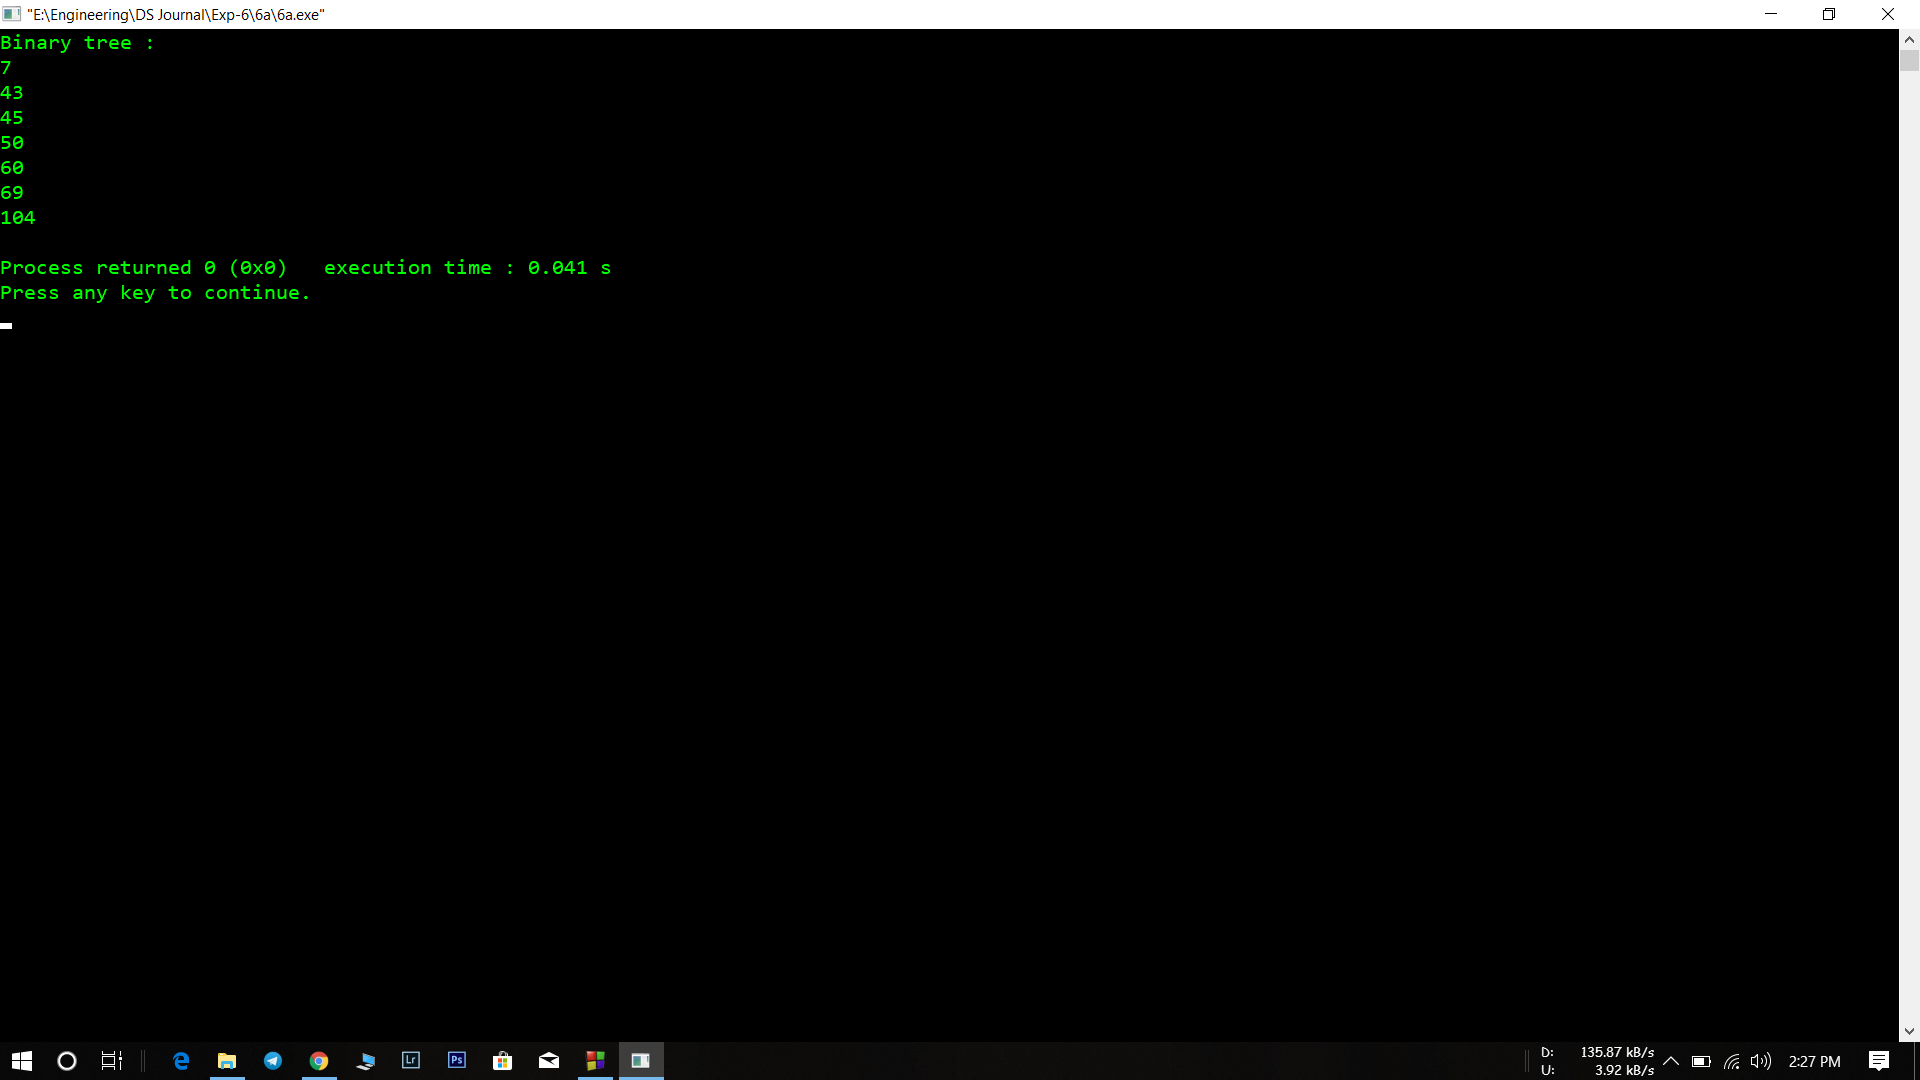 "E:\Engineering\DS Journal\Exp-6\6a\6a.exe"
Binary tree :
7
43
45
50
60
69
104
Process returned 0 (0x0)   execution time : 0.041 s
Press any key to continue.
Lr
Ps
D: 135.87 kB/s
U: 3.92 kB/s
2:27 PM